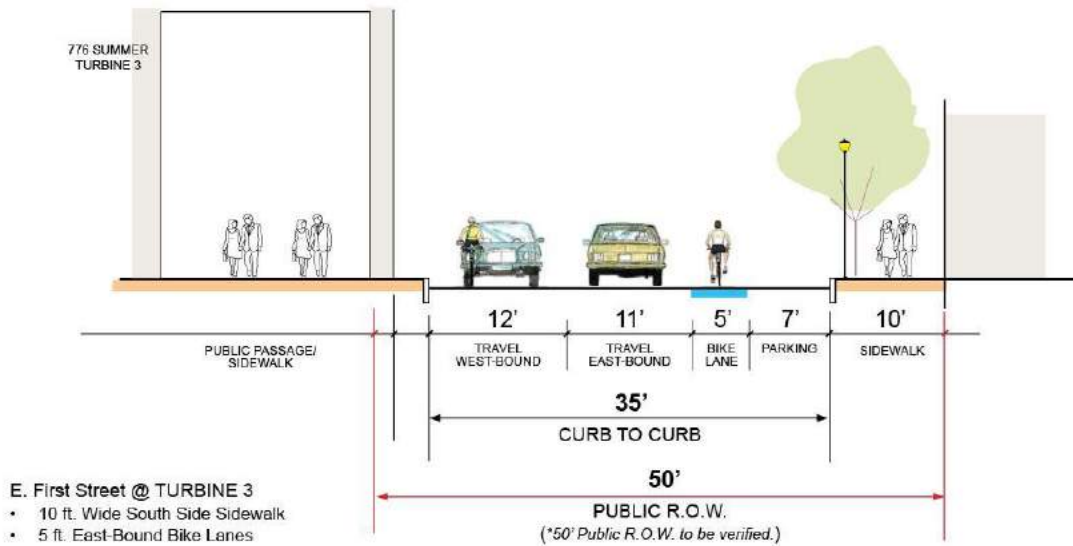 776 SUMMER
TURBINE 3
12' 11' 5' 7' 10'
PUBLIC PASSAGE/
SIDEWALK
TRAVEL
WEST-BOUND
TRAVEL
EAST-BOUND
BIKE
LANE
PARKING
SIDEWALK
35'
CURB TO CURB
50'
PUBLIC R.O.W.
(*50' Public R.O.W. to be verified.)
E. First Street @ TURBINE 3
• 10 ft. Wide South Side Sidewalk
• 5 ft. East-Bound Bike Lanes